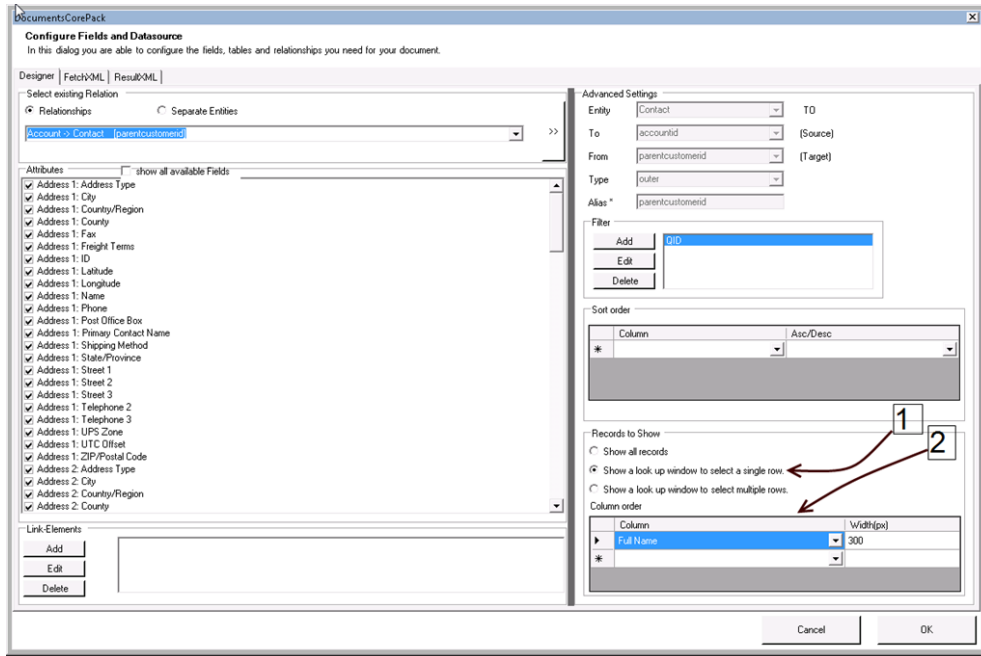 DocumentsCorePack
Configure Fields and Datasource
In this dialog you are able to configure the fields, tables and relationships you need for your document.
Designer FetchXML ResultXML
Select existing Relation
Relationships Separate Entities
Account -> Contact [parentcustomerid]
>>
Attributes show all available Fields
Address 1: Address Type
Address 1: City
Address 1: Country/Region
Address 1: County
Address 1: Fax
Address 1: Freight Terms
Address 1: ID
Address 1: Latitude
Address 1: Longitude
Address 1: Name
Address 1: Phone
Address 1: Post Office Box
Address 1: Primary Contact Name
Address 1: Shipping Method
Address 1: State/Province
Address 1: Street 1
Address 1: Street 2
Address 1: Street 3
Address 1: Telephone 2
Address 1: Telephone 3
Address 1: UPS Zone
Address 1: UTC Offset
Address 1: ZIP/Postal Code
Address 2: Address Type
Address 2: City
Address 2: Country/Region
Address 2: County
Link-Elements
Add
Edit
Delete
Advanced Settings
Entity Contact TO
To accountid (Source)
From parentcustomerid (Target)
Type outer
Alias * parentcustomerid
Filter
Add QID
Edit
Delete
Sort order
Column Asc/Desc
1
2
Records to Show
Show all records
Show a look up window to select a single row.
Show a look up window to select multiple rows.
Column order
Column Width(px)
Full Name 300
Cancel OK